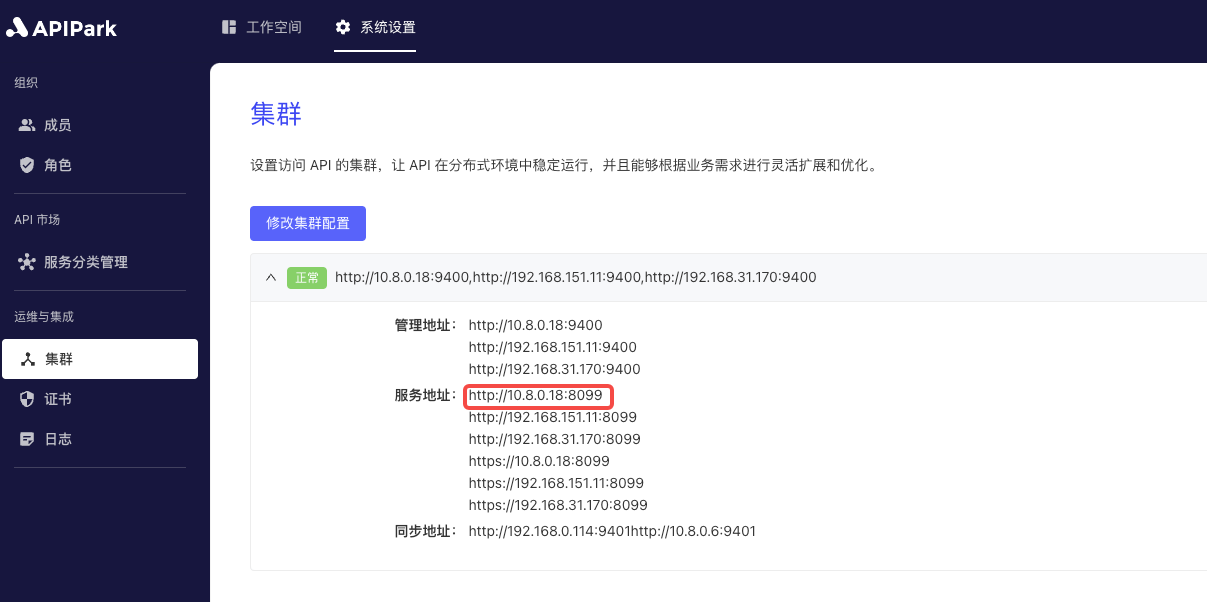 APIPark
工作空间
系统设置
组织
成员
角色
API 市场
服务分类管理
运维与集成
集群
证书
日志
集群
设置访问 API 的集群，让 API 在分布式环境中稳定运行，并且能够根据业务需求进行灵活扩展和优化。
修改集群配置
正常 http://10.8.0.18:9400,http://192.168.151.11:9400,http://192.168.31.170:9400
管理地址： http://10.8.0.18:9400
http://192.168.151.11:9400
http://192.168.31.170:9400
服务地址： http://10.8.0.18:8099
http://192.168.151.11:8099
http://192.168.31.170:8099
https://10.8.0.18:8099
https://192.168.151.11:8099
https://192.168.31.170:8099
同步地址： http://192.168.0.114:9401http://10.8.0.6:9401